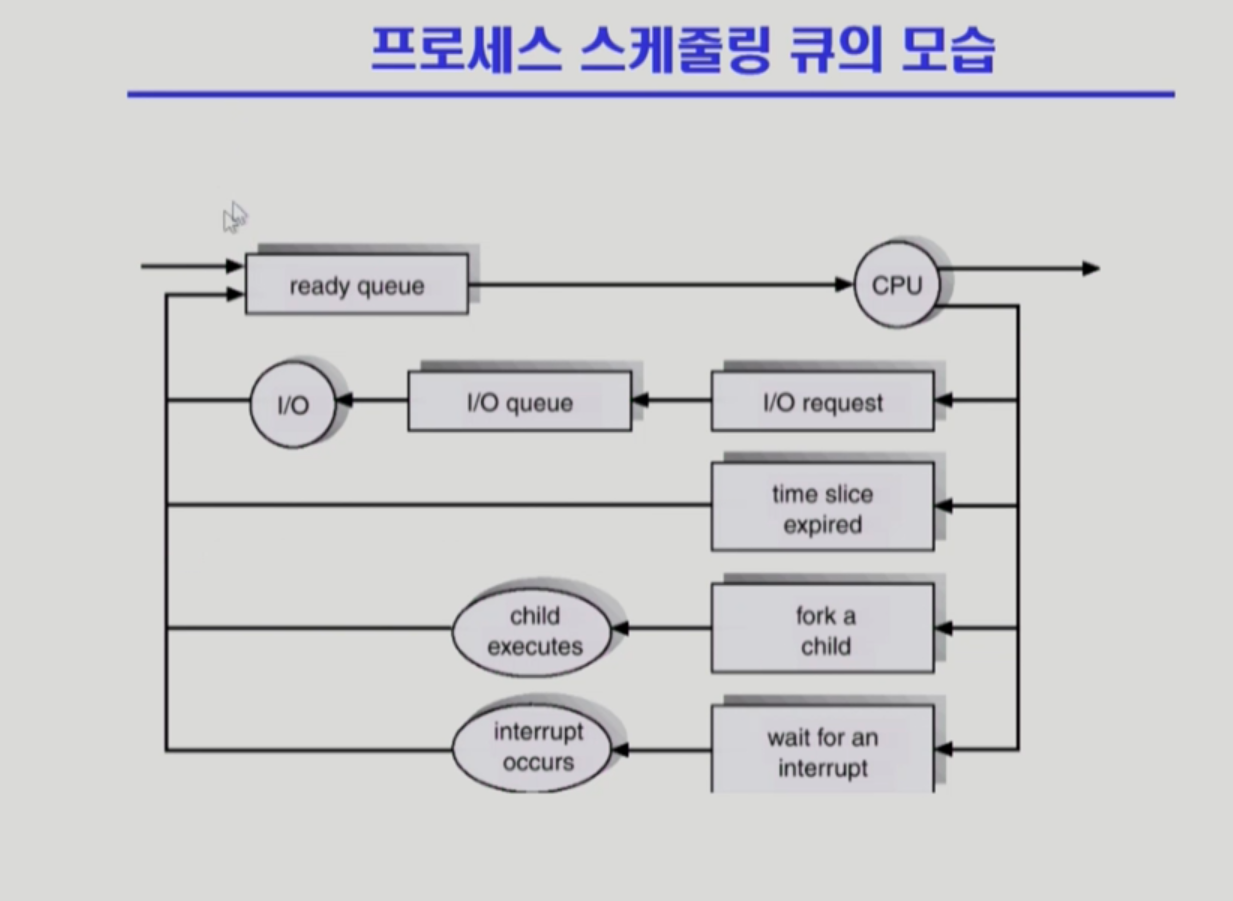 프로세스 스케줄링 큐의 모습
ready queue
CPU
I/O
I/O queue
I/O request
time slice
expired
child
executes
fork a
child
interrupt
occurs
wait for an
interrupt